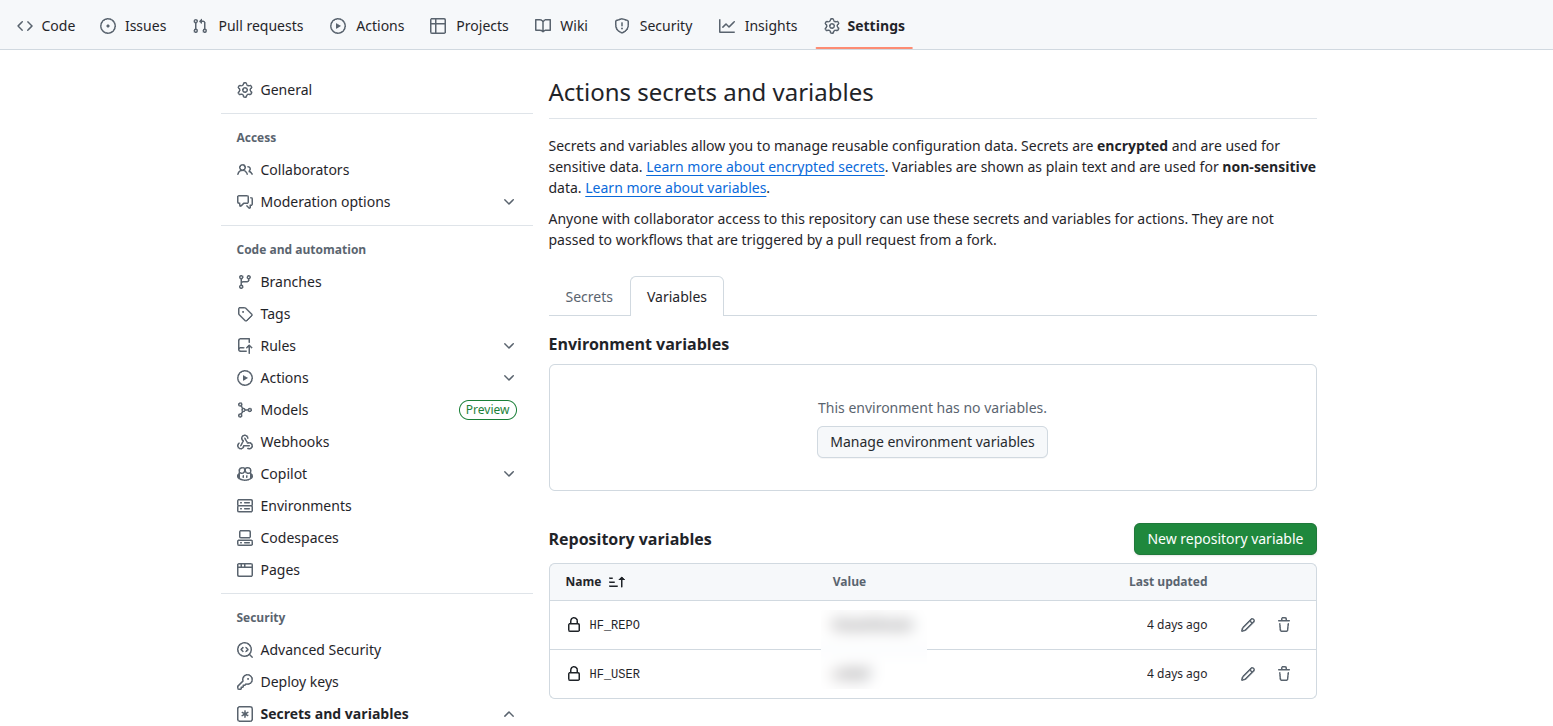 Code Issues Pull requests Actions Projects Wiki Security Insights Settings
General
Access
Collaborators
Moderation options
Code and automation
Branches
Tags
Rules
Actions
Models Preview
Webhooks
Copilot
Environments
Codespaces
Pages
Security
Advanced Security
Deploy keys
Secrets and variables
Actions secrets and variables
Secrets and variables allow you to manage reusable configuration data. Secrets are encrypted and are used for
sensitive data. Learn more about encrypted secrets. Variables are shown as plain text and are used for non-sensitive
data. Learn more about variables.
Anyone with collaborator access to this repository can use these secrets and variables for actions. They are not
passed to workflows that are triggered by a pull request from a fork.
Secrets Variables
Environment variables
This environment has no variables.
Manage environment variables
Repository variables New repository variable
Name Value Last updated
HF_REPO 4 days ago
HF_USER 4 days ago